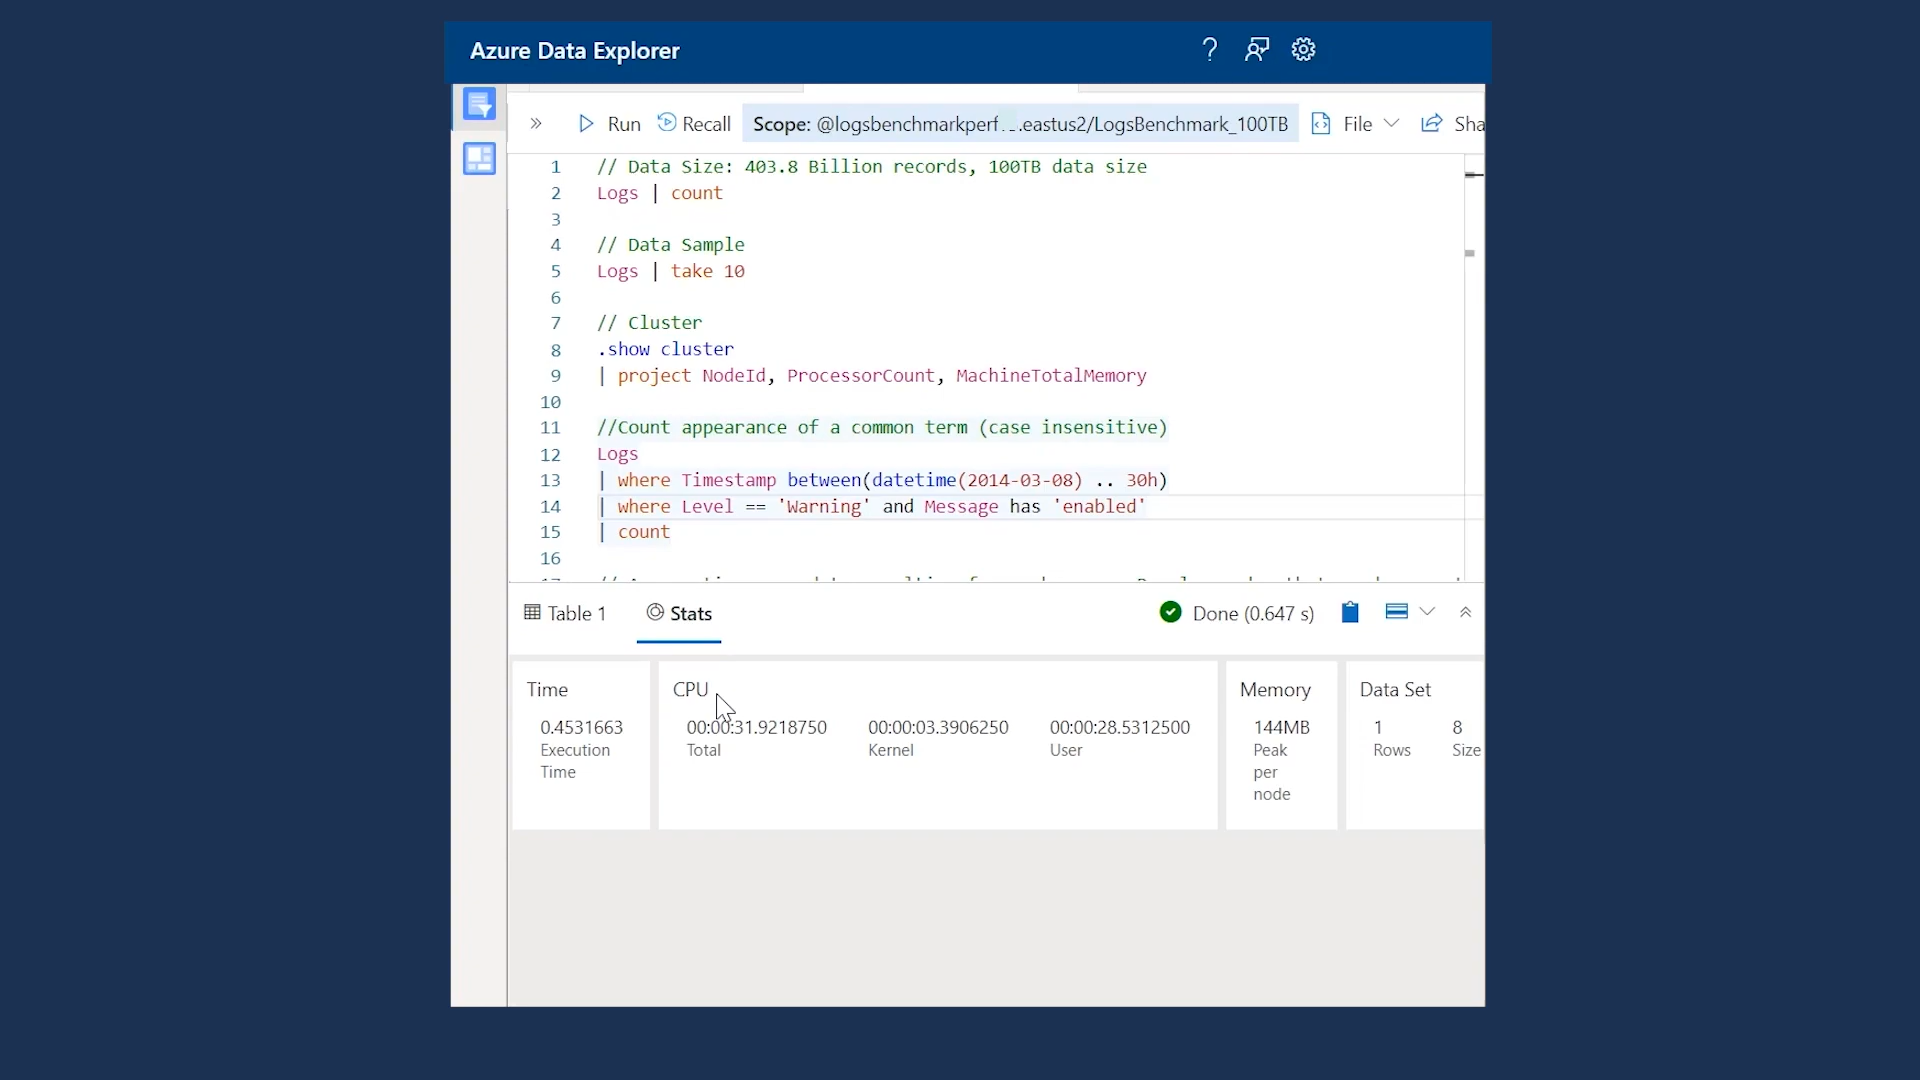 Azure Data Explorer
Run Recall Scope: @logsbenchmarkperf....eastus2/LogsBenchmark_100TB File Sha
1 // Data Size: 403.8 Billion records, 100TB data size
2 Logs | count
3
4 // Data Sample
5 Logs | take 10
6
7 // Cluster
8 .show cluster
9 | project NodeId, ProcessorCount, MachineTotalMemory
10
11 //Count appearance of a common term (case insensitive)
12 Logs
13 | where Timestamp between(datetime(2014-03-08) .. 30h)
14 | where Level == 'Warning' and Message has 'enabled'
15 | count
16
Table 1 Stats Done (0.647 s)
Time CPU Memory Data Set
0.4531663 00:00:31.9218750 00:00:03.3906250 00:00:28.5312500 144MB 1 8
Execution Total Kernel User Peak Rows Size
Time per
node